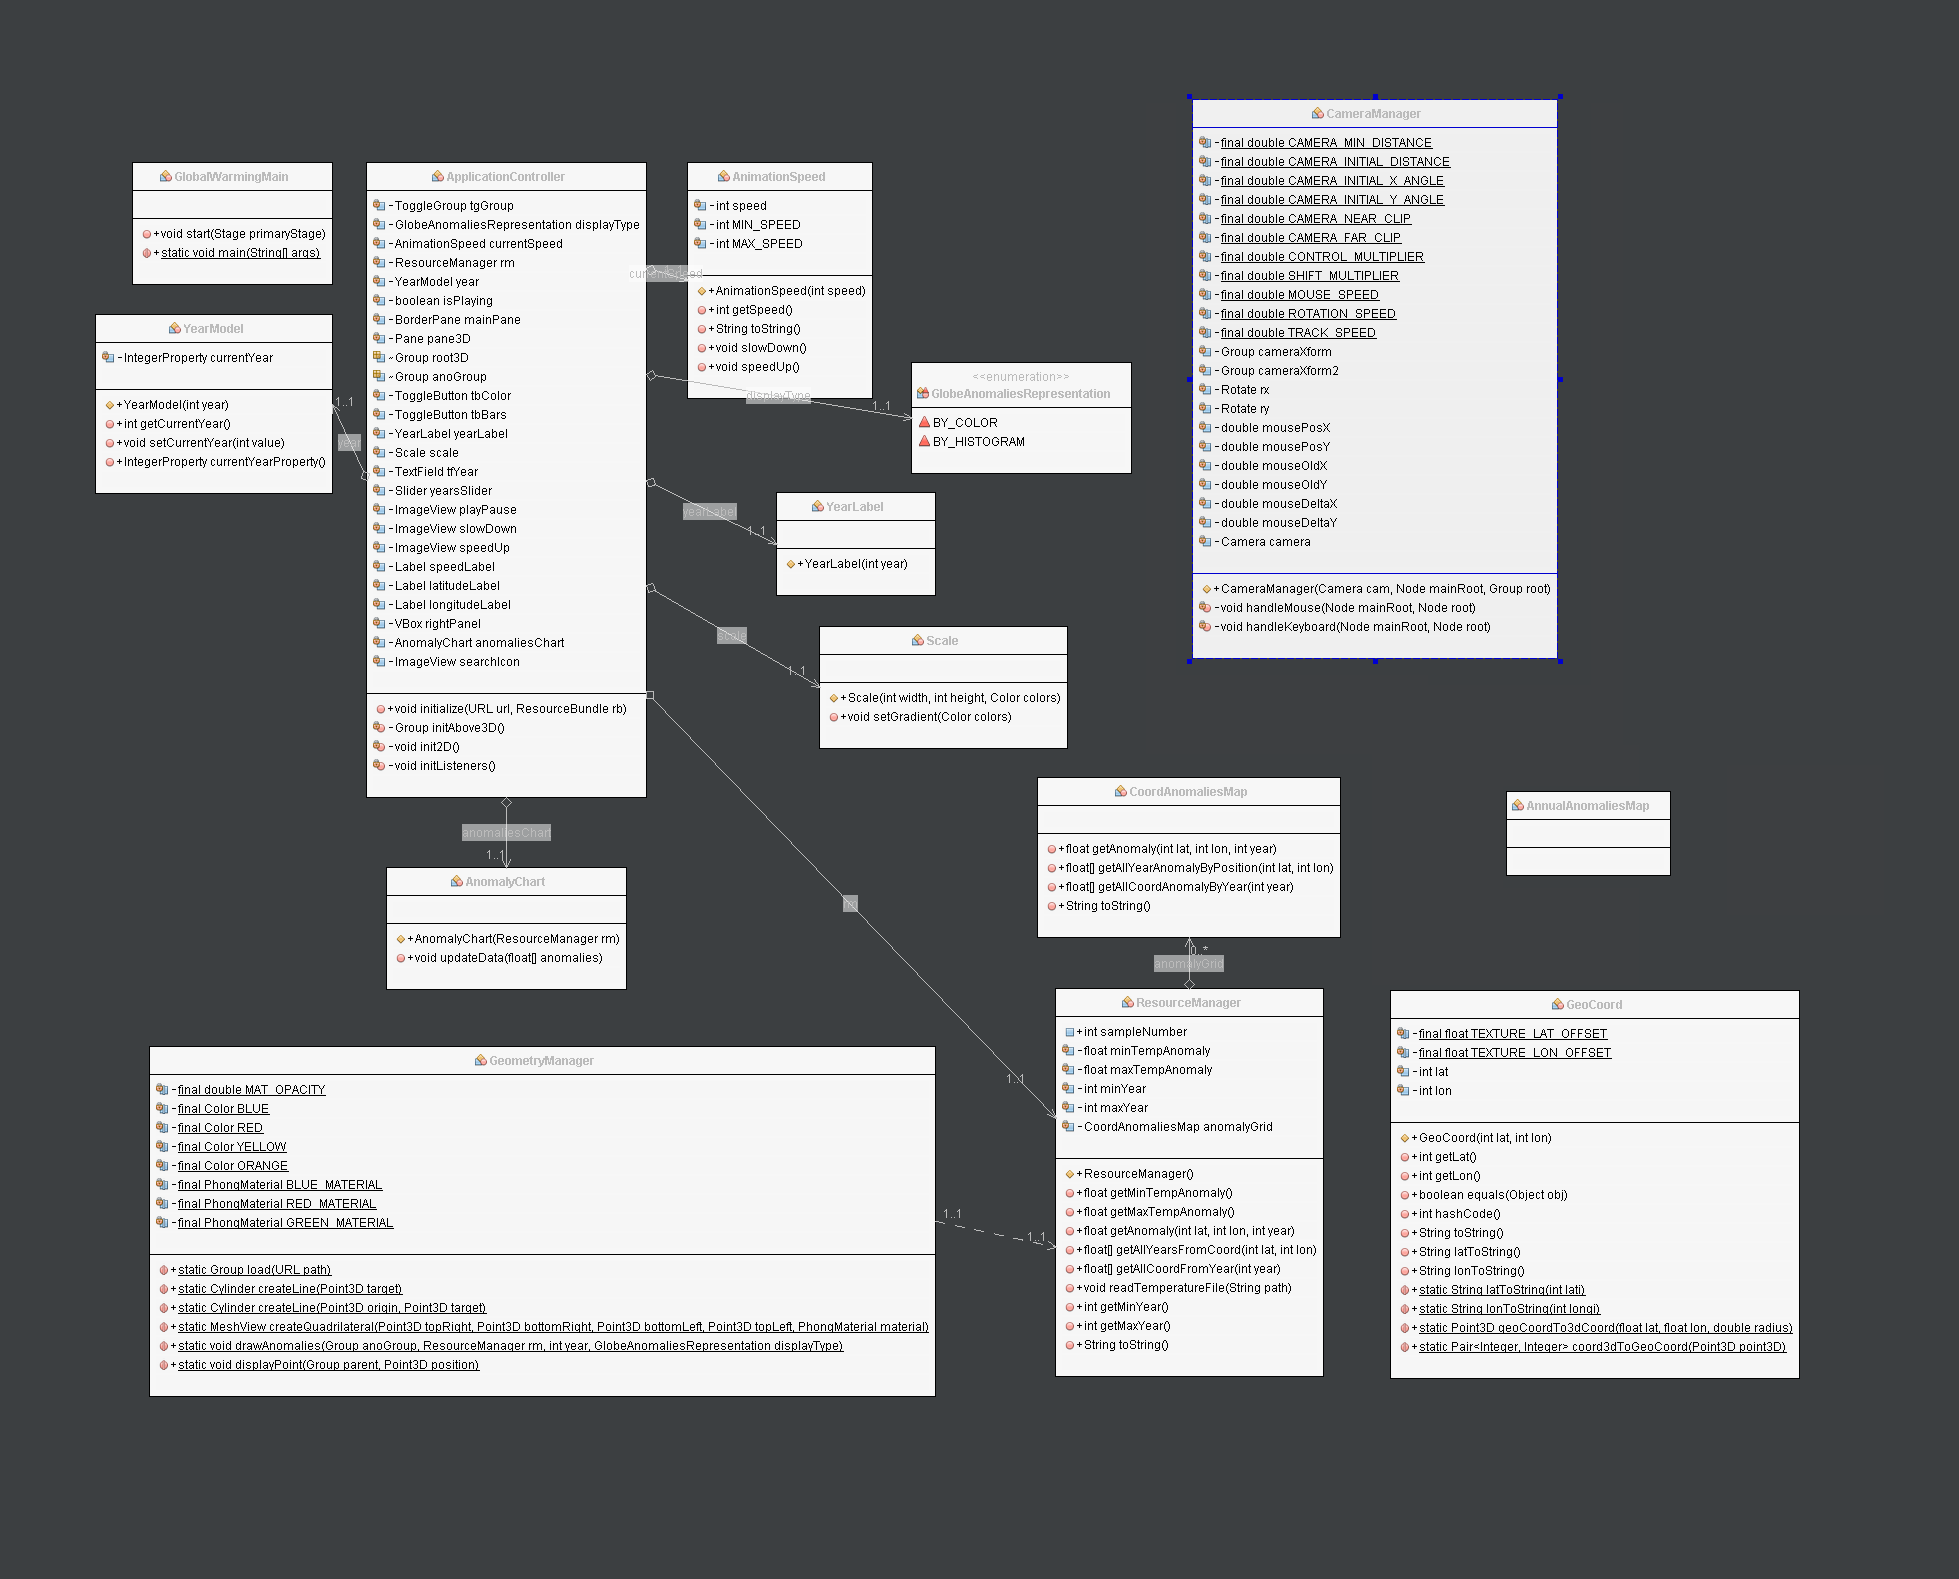 GlobalWarmingMain
+void start(Stage primaryStage)
+static void main(String[] args)
YearModel
-IntegerProperty currentYear
+YearModel(int year)
+int getCurrentYear()
+void setCurrentYear(int value)
+IntegerProperty currentYearProperty()
1..1
year
ApplicationController
-ToggleGroup tgGroup
-GlobeAnomaliesRepresentation displayType
-AnimationSpeed currentSpeed
-ResourceManager rm
-YearModel year
-boolean isPlaying
-BorderPane mainPane
-Pane pane3D
~Group root3D
~Group anoGroup
-ToggleButton tbColor
-ToggleButton tbBars
-YearLabel yearLabel
-Scale scale
-TextField tfYear
-Slider yearsSlider
-ImageView playPause
-ImageView slowDown
-ImageView speedUp
-Label speedLabel
-Label latitudeLabel
-Label longitudeLabel
-VBox rightPanel
-AnomalyChart anomaliesChart
-ImageView searchIcon
+void initialize(URL url, ResourceBundle rb)
-Group initAbove3D()
-void init2D()
-void initListeners()
currentSpeed
AnimationSpeed
-int speed
-int MIN_SPEED
-int MAX_SPEED
+AnimationSpeed(int speed)
+int getSpeed()
+String toString()
+void slowDown()
+void speedUp()
displayType
1..1
<<enumeration>>
GlobeAnomaliesRepresentation
BY_COLOR
BY_HISTOGRAM
yearLabel
1..1
YearLabel
+YearLabel(int year)
scale
1..1
Scale
+Scale(int width, int height, Color colors)
+void setGradient(Color colors)
CameraManager
-final double CAMERA_MIN_DISTANCE
-final double CAMERA_INITIAL_DISTANCE
-final double CAMERA_INITIAL_X_ANGLE
-final double CAMERA_INITIAL_Y_ANGLE
-final double CAMERA_NEAR_CLIP
-final double CAMERA_FAR_CLIP
-final double CONTROL_MULTIPLIER
-final double SHIFT_MULTIPLIER
-final double MOUSE_SPEED
-final double ROTATION_SPEED
-final double TRACK_SPEED
-Group cameraXform
-Group cameraXform2
-Rotate rx
-Rotate ry
-double mousePosX
-double mousePosY
-double mouseOldX
-double mouseOldY
-double mouseDeltaX
-double mouseDeltaY
-Camera camera
+CameraManager(Camera cam, Node mainRoot, Group root)
-void handleMouse(Node mainRoot, Node root)
-void handleKeyboard(Node mainRoot, Node root)
anomaliesChart
1..1
AnomalyChart
+AnomalyChart(ResourceManager rm)
+void updateData(float[] anomalies)
rm
1..1
CoordAnomaliesMap
+float getAnomaly(int lat, int lon, int year)
+float[] getAllYearAnomalyByPosition(int lat, int lon)
+float[] getAllCoordAnomalyByYear(int year)
+String toString()
0..*
anomalyGrid
AnnualAnomaliesMap
ResourceManager
+int sampleNumber
-float minTempAnomaly
-float maxTempAnomaly
-int minYear
-int maxYear
-CoordAnomaliesMap anomalyGrid
+ResourceManager()
+float getMinTempAnomaly()
+float getMaxTempAnomaly()
+float getAnomaly(int lat, int lon, int year)
+float[] getAllYearsFromCoord(int lat, int lon)
+float[] getAllCoordFromYear(int year)
+void readTemperatureFile(String path)
+int getMinYear()
+int getMaxYear()
+String toString()
GeoCoord
-final float TEXTURE_LAT_OFFSET
-final float TEXTURE_LON_OFFSET
-int lat
-int lon
+GeoCoord(int lat, int lon)
+int getLat()
+int getLon()
+boolean equals(Object obj)
+int hashCode()
+String toString()
+String latToString()
+String lonToString()
+static String latToString(int lati)
+static String lonToString(int longi)
+static Point3D geoCoordTo3dCoord(float lat, float lon, double radius)
+static Pair<Integer, Integer> coord3dToGeoCoord(Point3D point3D)
GeometryManager
-final double MAT_OPACITY
-final Color BLUE
-final Color RED
-final Color YELLOW
-final Color ORANGE
-final PhongMaterial BLUE_MATERIAL
-final PhongMaterial RED_MATERIAL
-final PhongMaterial GREEN_MATERIAL
+static Group load(URL path)
+static Cylinder createLine(Point3D target)
+static Cylinder createLine(Point3D origin, Point3D target)
+static MeshView createQuadrilateral(Point3D topRight, Point3D bottomRight, Point3D bottomLeft, Point3D topLeft, PhongMaterial material)
+static void drawAnomalies(Group anoGroup, ResourceManager rm, int year, GlobeAnomaliesRepresentation displayType)
+static void displayPoint(Group parent, Point3D position)
1..1
1..1